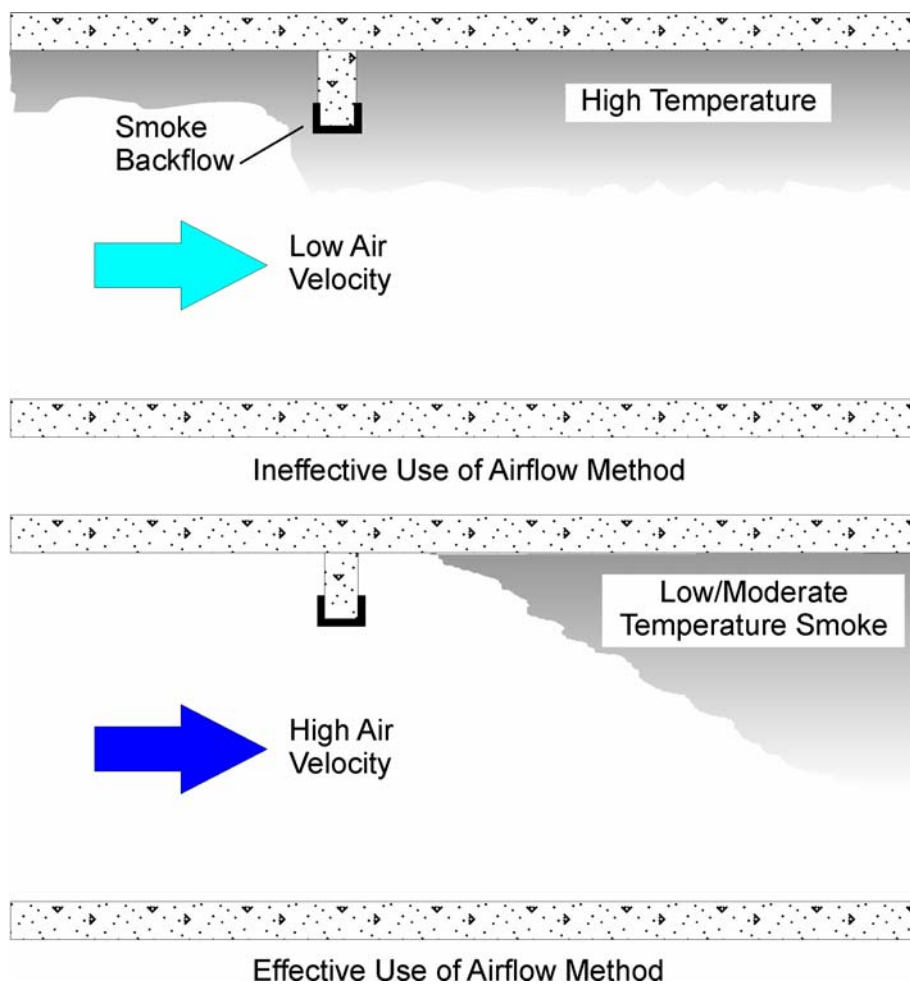 High Temperature
Smoke
Backflow
Low Air
Velocity
Ineffective Use of Airflow Method
Low/Moderate
Temperature Smoke
High Air
Velocity
Effective Use of Airflow Method